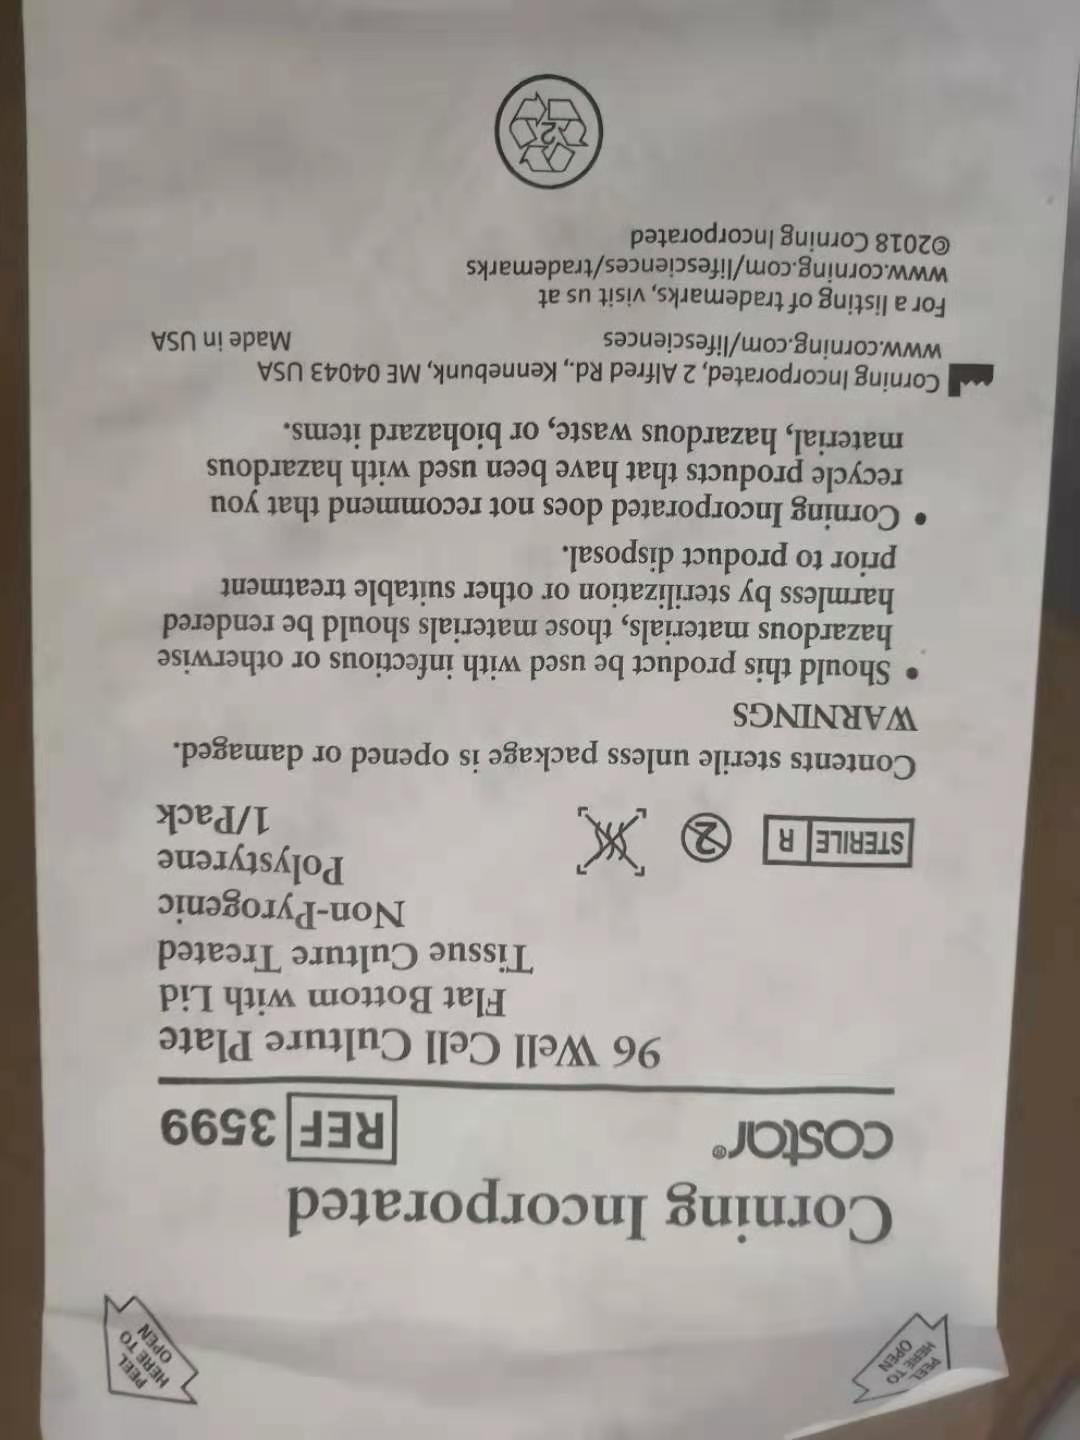 PEEL
HERE TO
OPEN
PEEL
HERE TO
OPEN
Corning Incorporated
costar®
REF 3599
96 Well Cell Culture Plate
Flat Bottom with Lid
Tissue Culture Treated
Non-Pyrogenic
Polystyrene
1/Pack
STERILE R
2
Contents sterile unless package is opened or damaged.
WARNINGS
• Should this product be used with infectious or otherwise
hazardous materials, those materials should be rendered
harmless by sterilization or other suitable treatment
prior to product disposal.
• Corning Incorporated does not recommend that you
recycle products that have been used with hazardous
material, hazardous waste, or biohazard items.
Corning Incorporated, 2 Alfred Rd., Kennebunk, ME 04043 USA
www.corning.com/lifesciences
Made in USA
For a listing of trademarks, visit us at
www.corning.com/lifesciences/trademarks
©2018 Corning Incorporated
2